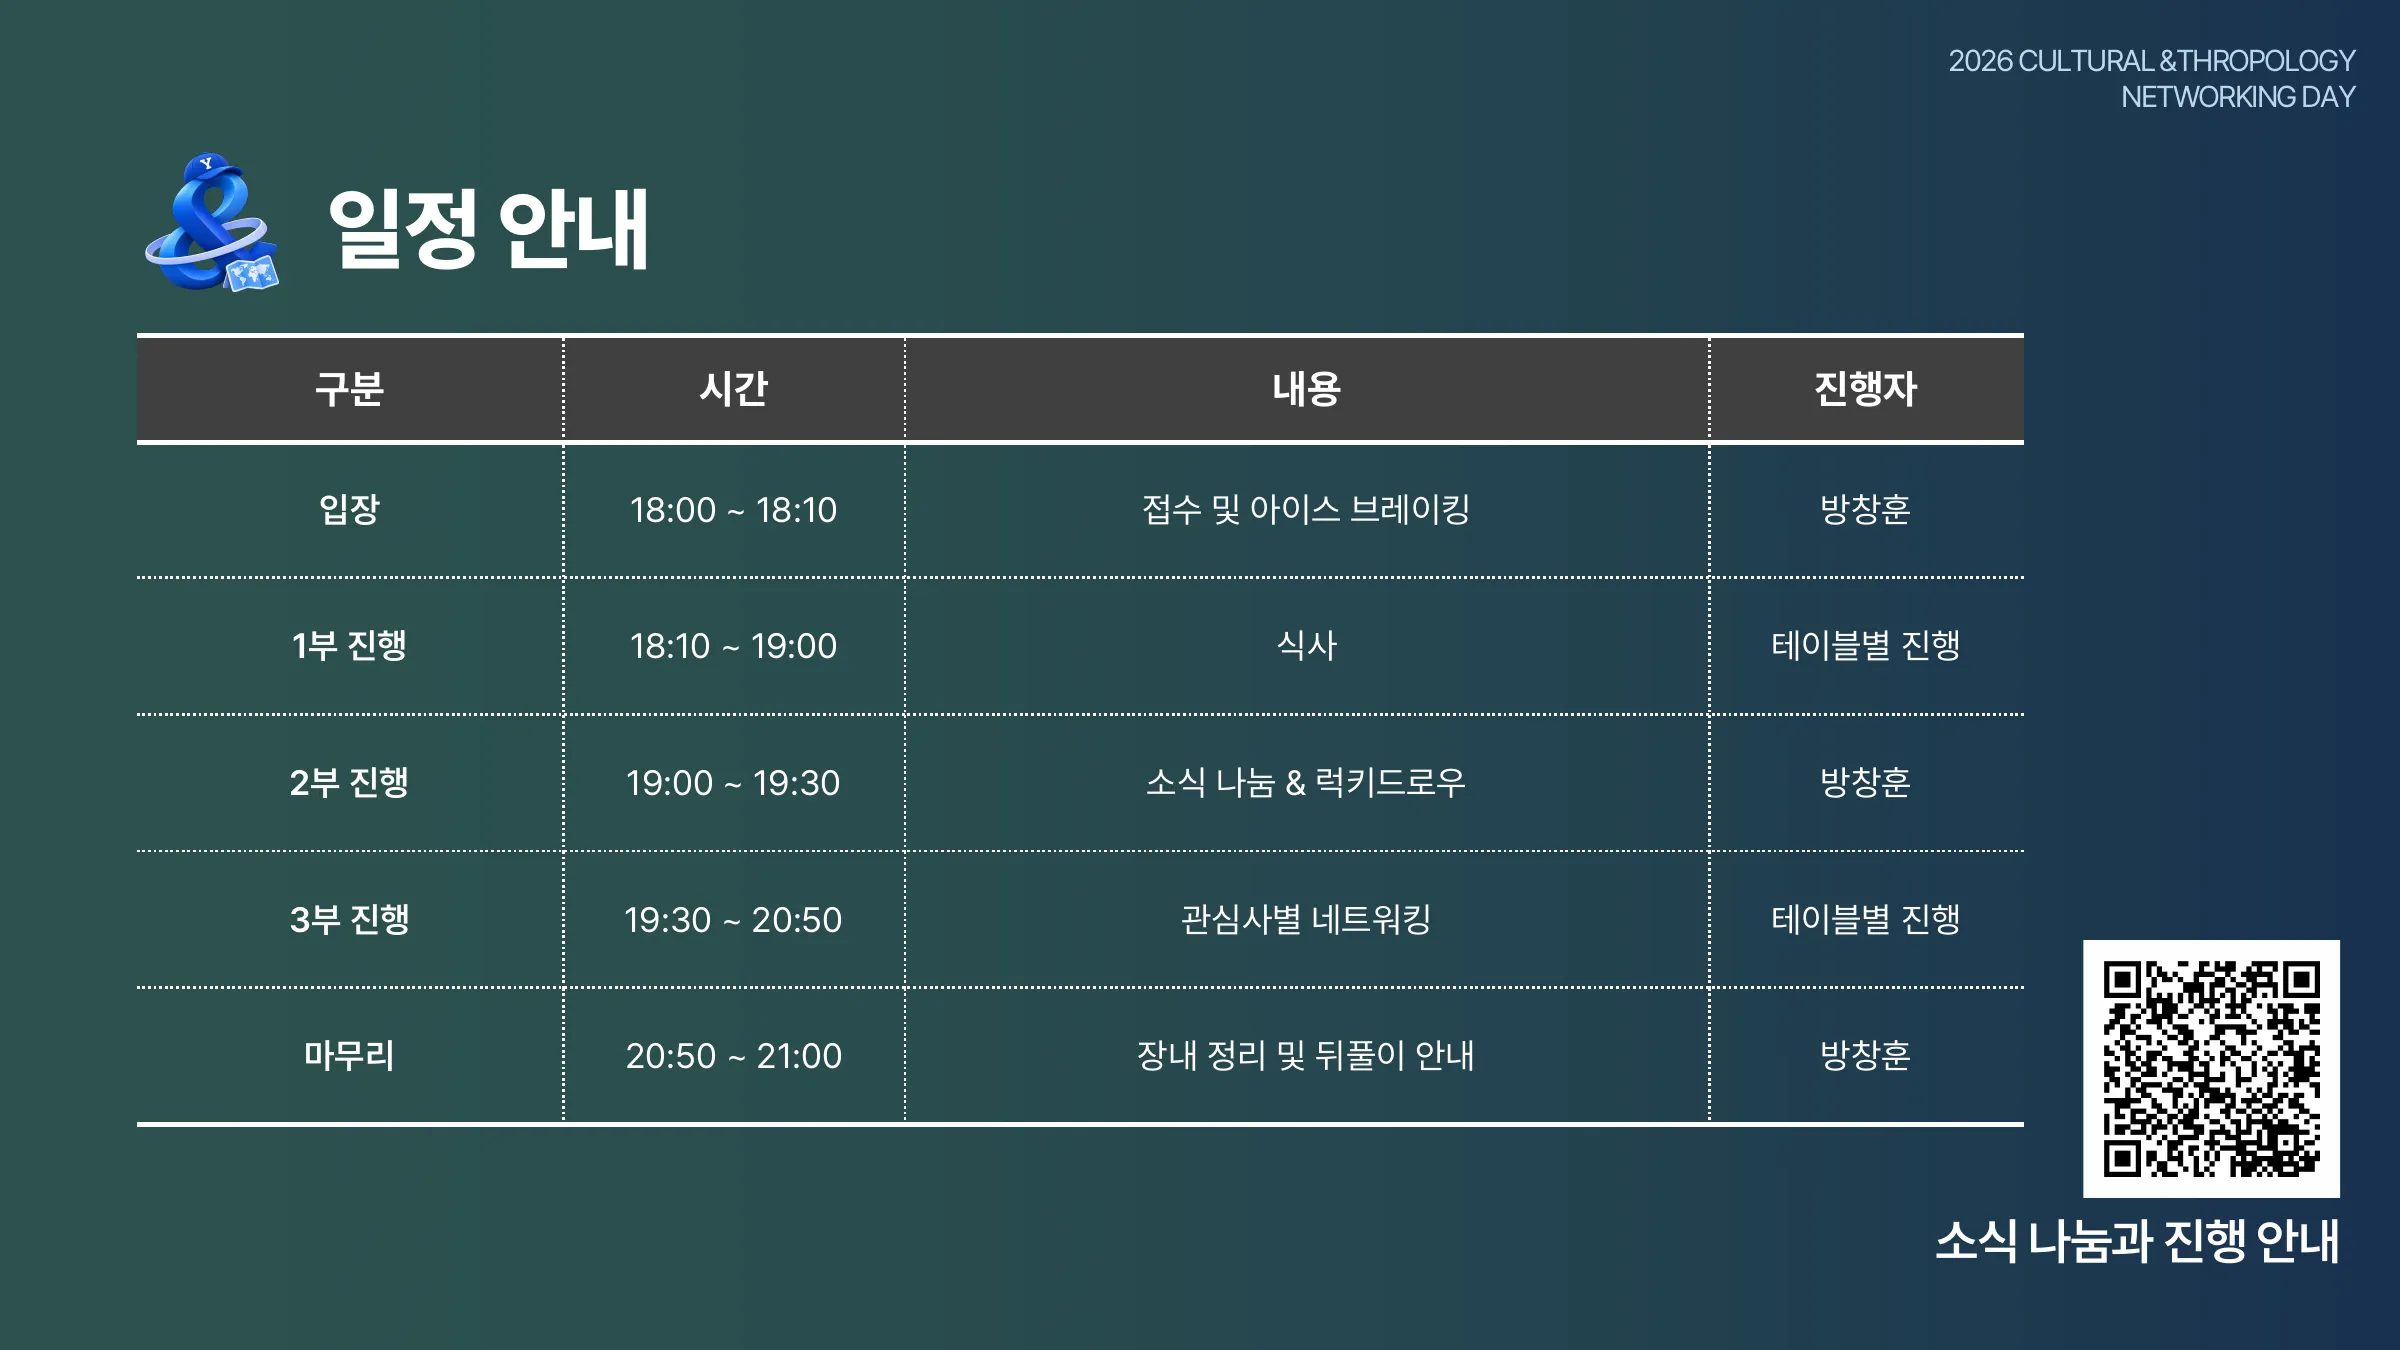 2026 CULTURAL &THROPOLOGY
NETWORKING DAY
Y
일정 안내
구분 시간 내용 진행자
입장 18:00 ~ 18:10 접수 및 아이스 브레이킹 방창훈
1부 진행 18:10 ~ 19:00 식사 테이블별 진행
2부 진행 19:00 ~ 19:30 소식 나눔 & 럭키드로우 방창훈
3부 진행 19:30 ~ 20:50 관심사별 네트워킹 테이블별 진행
마무리 20:50 ~ 21:00 장내 정리 및 뒤풀이 안내 방창훈
소식 나눔과 진행 안내